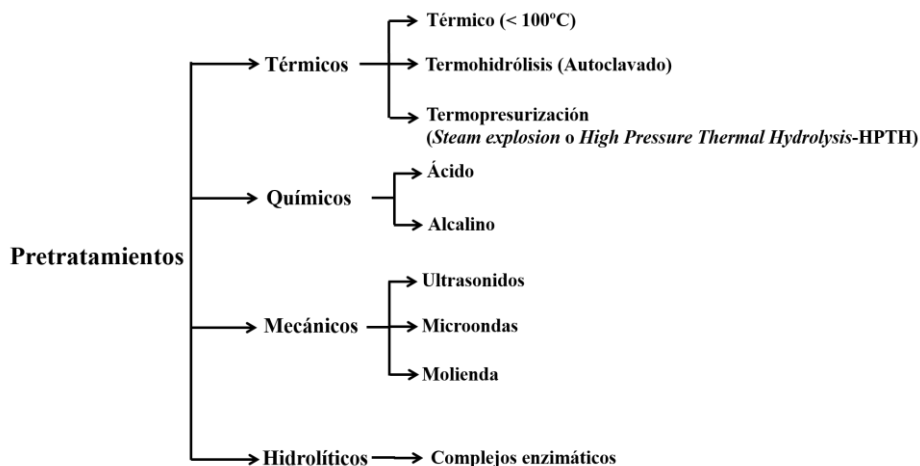 Pretratamientos
Térmicos
Térmico (< 100ºC)
Termohidrólisis (Autoclavado)
Termopresurización
(Steam explosion o High Pressure Thermal Hydrolysis-HPTH)
Químicos
Ácido
Alcalino
Mecánicos
Ultrasonidos
Microondas
Molienda
Hidrolíticos
Complejos enzimáticos